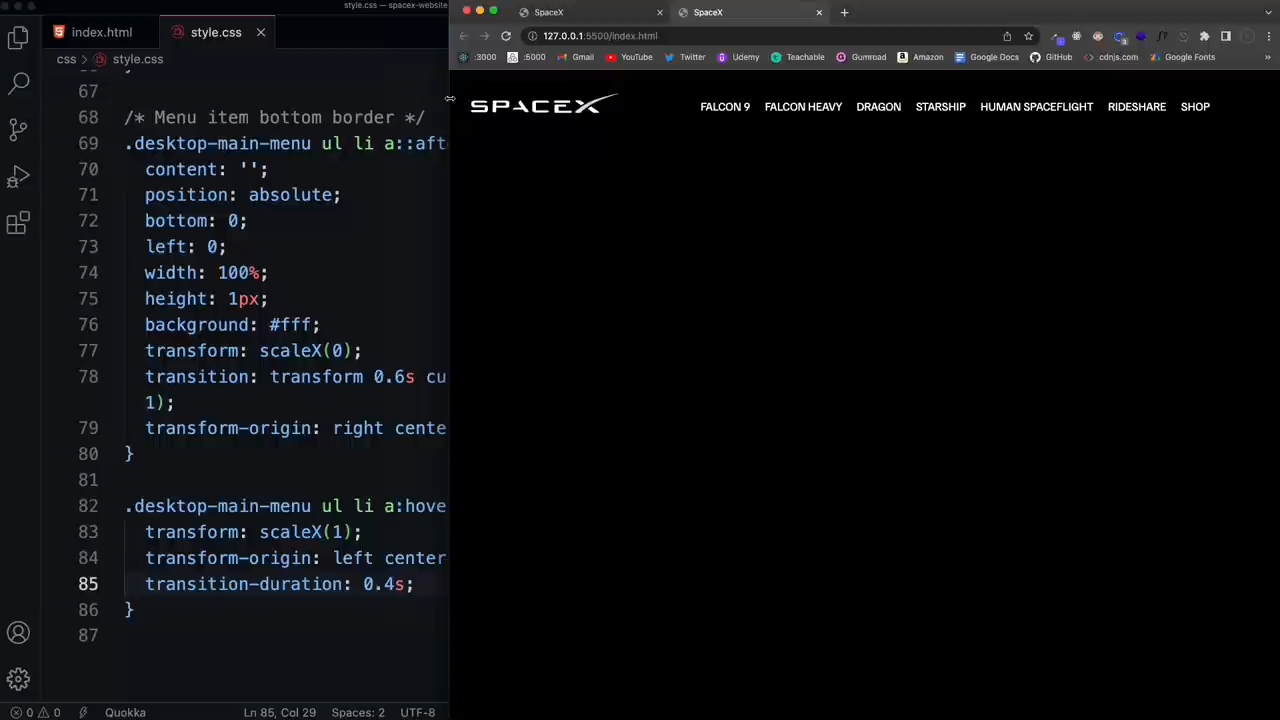 style.css — spacex-website
index.html
style.css
css › style.css
67
68 /* Menu item bottom border */
69 .desktop-main-menu ul li a::aft
70 content: '';
71 position: absolute;
72 bottom: 0;
73 left: 0;
74 width: 100%;
75 height: 1px;
76 background: #fff;
77 transform: scaleX(0);
78 transition: transform 0.6s cu
1);
79 transform-origin: right cente
80 }
81
82 .desktop-main-menu ul li a:hove
83 transform: scaleX(1);
84 transform-origin: left center
85 transition-duration: 0.4s;
86 }
87
0 0 Quokka Ln 85, Col 29 Spaces: 2 UTF-8
SpaceX SpaceX
127.0.0.1:5500/index.html
:3000 :5000 Gmail YouTube Twitter Udemy Teachable Gumroad Amazon Google Docs GitHub cdnjs.com Google Fonts
SPACEX FALCON 9 FALCON HEAVY DRAGON STARSHIP HUMAN SPACEFLIGHT RIDESHARE SHOP